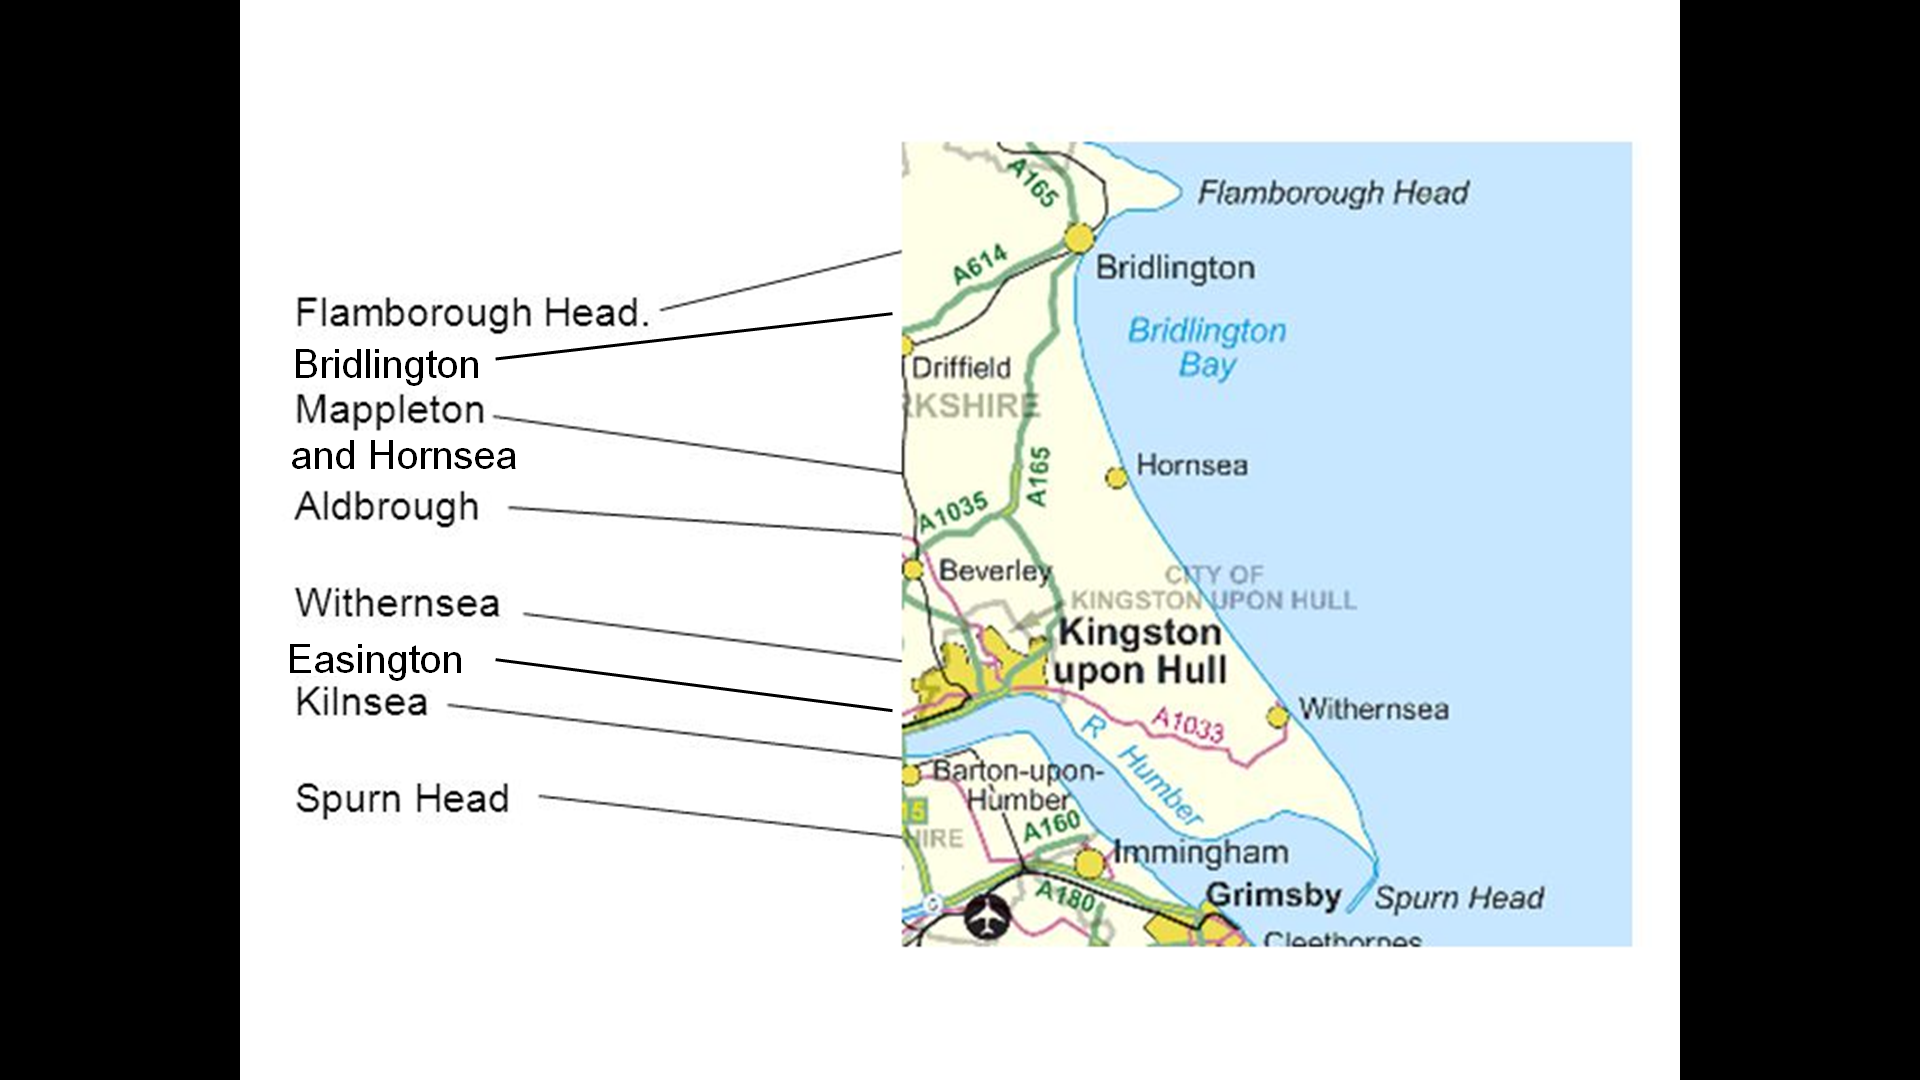 Flamborough Head.
Bridlington
Mappleton
and Hornsea
Aldbrough
Withernsea
Easington
Kilnsea
Spurn Head
A165
Flamborough Head
A614
Bridlington
Bridlington
Bay
Driffield
RKSHIRE
A165
Hornsea
A1035
Beverley
CITY OF
KINGSTON UPON HULL
Kingston
upon Hull
A1033
Withernsea
R Humber
Barton-upon-
Humber
15
HIRE
A160
Immingham
A180
Grimsby
Spurn Head
Cleethorpes